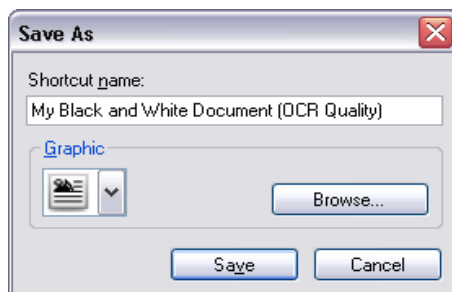 Save As
Shortcut name:
My Black and White Document (OCR Quality)
Graphic
Browse...
Save
Cancel